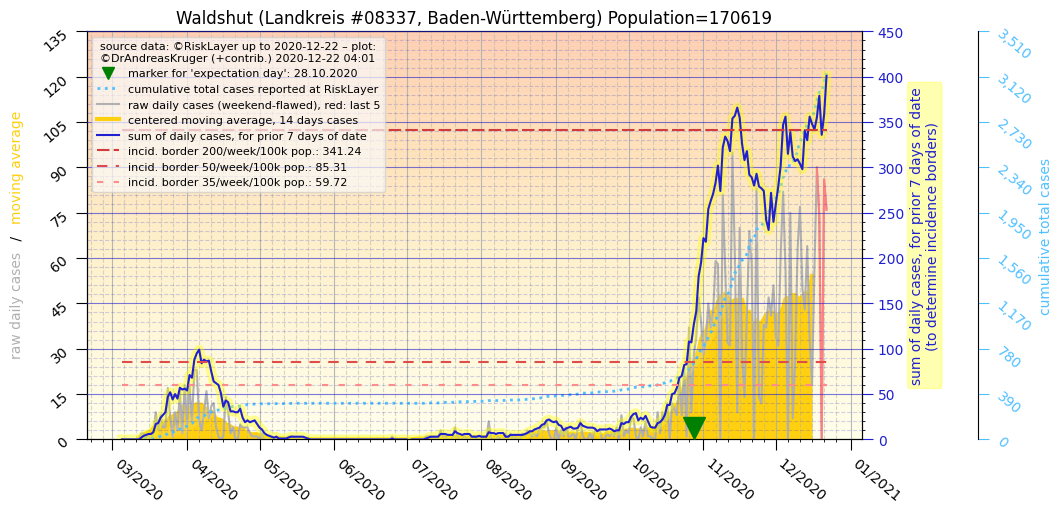 Waldshut (Landkreis #08337, Baden-Württemberg) Population=170619
source data: ©RiskLayer up to 2020-12-22 – plot:
©DrAndreasKruger (+contrib.) 2020-12-22 04:01
marker for 'expectation day': 28.10.2020
cumulative total cases reported at RiskLayer
raw daily cases (weekend-flawed), red: last 5
centered moving average, 14 days cases
sum of daily cases, for prior 7 days of date
incid. border 200/week/100k pop.: 341.24
incid. border 50/week/100k pop.: 85.31
incid. border 35/week/100k pop.: 59.72
raw daily cases / moving average
135
120
105
90
75
60
45
30
15
0
450
400
350
300
250
200
150
100
50
0
sum of daily cases, for prior 7 days of date
(to determine incidence borders)
3,510
3,120
2,730
2,340
1,950
1,560
1,170
780
390
0
cumulative total cases
03/2020
04/2020
05/2020
06/2020
07/2020
08/2020
09/2020
10/2020
11/2020
12/2020
01/2021